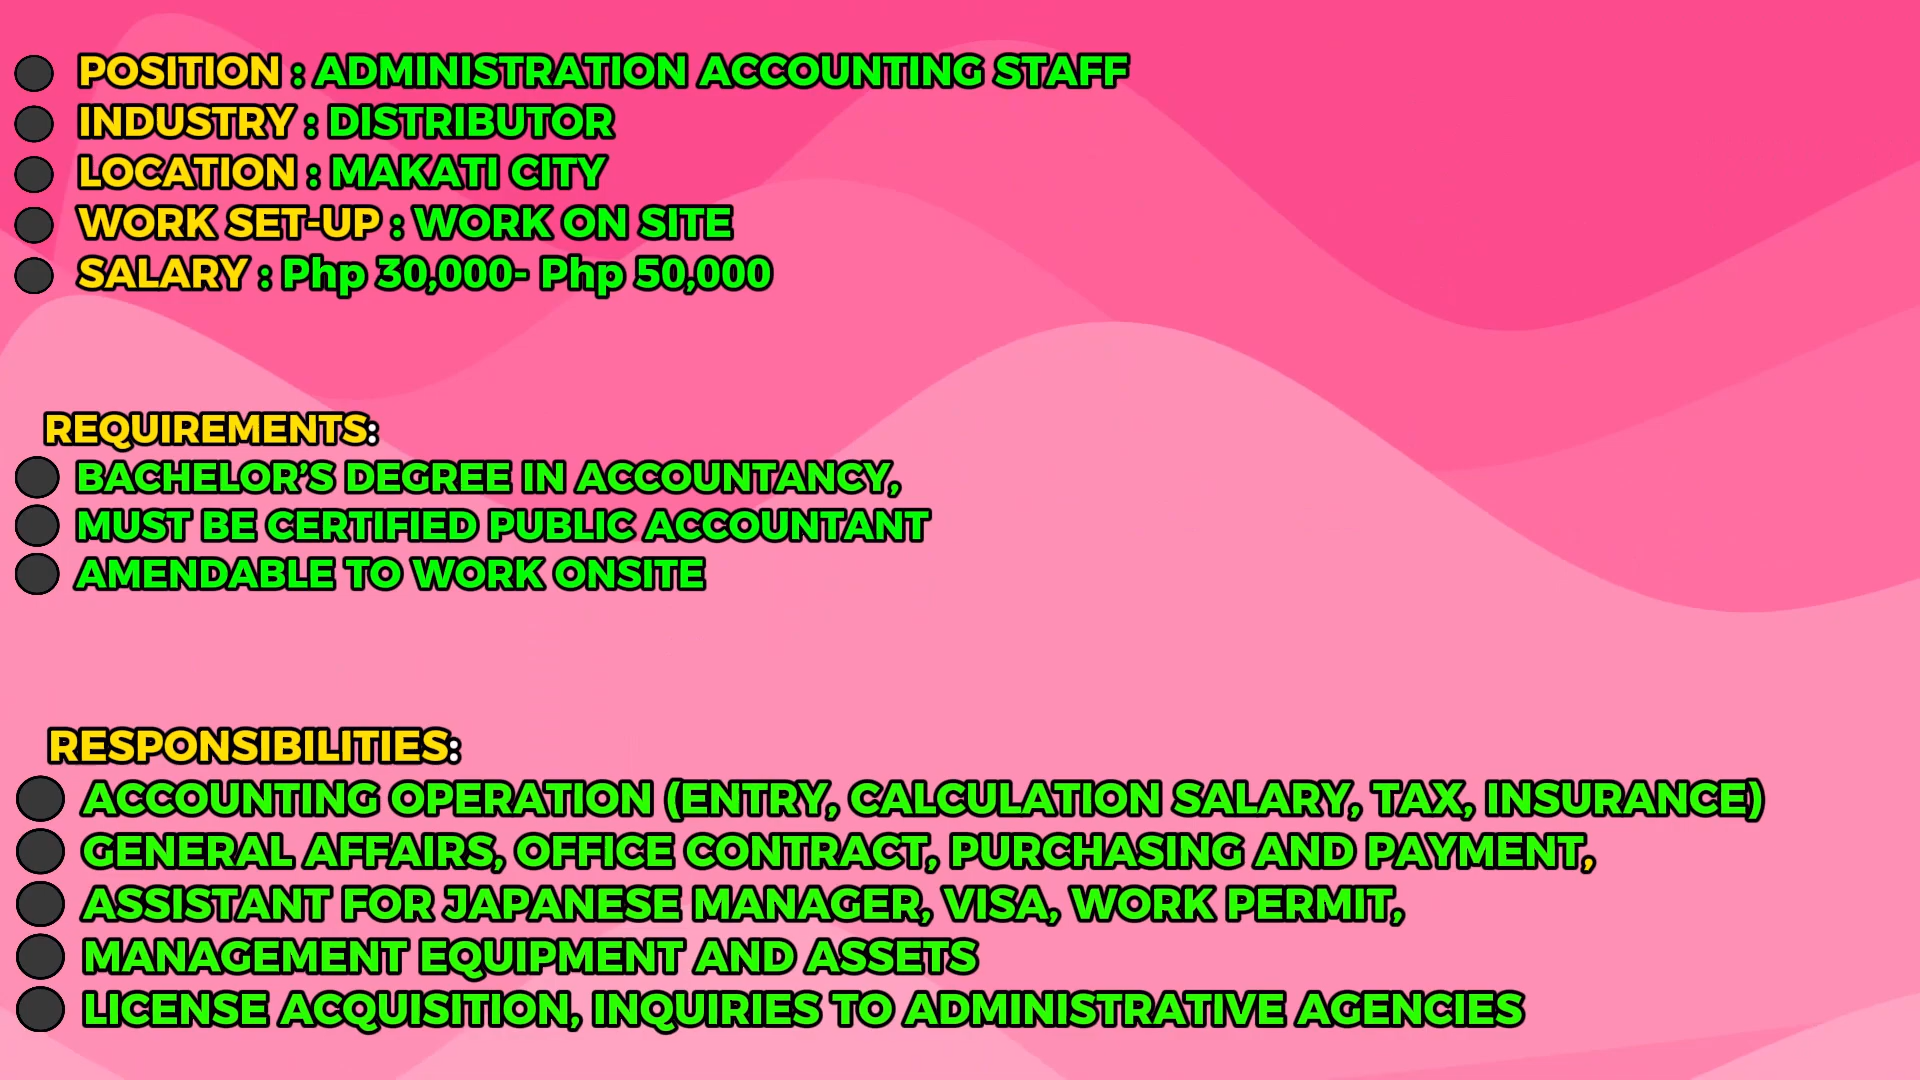 POSITION : ADMINISTRATION ACCOUNTING STAFF
INDUSTRY : DISTRIBUTOR
LOCATION : MAKATI CITY
WORK SET-UP : WORK ON SITE
SALARY : Php 30,000- Php 50,000
REQUIREMENTS:
BACHELOR'S DEGREE IN ACCOUNTANCY,
MUST BE CERTIFIED PUBLIC ACCOUNTANT
AMENDABLE TO WORK ONSITE
RESPONSIBILITIES:
ACCOUNTING OPERATION (ENTRY, CALCULATION SALARY, TAX, INSURANCE)
GENERAL AFFAIRS, OFFICE CONTRACT, PURCHASING AND PAYMENT,
ASSISTANT FOR JAPANESE MANAGER, VISA, WORK PERMIT,
MANAGEMENT EQUIPMENT AND ASSETS
LICENSE ACQUISITION, INQUIRIES TO ADMINISTRATIVE AGENCIES